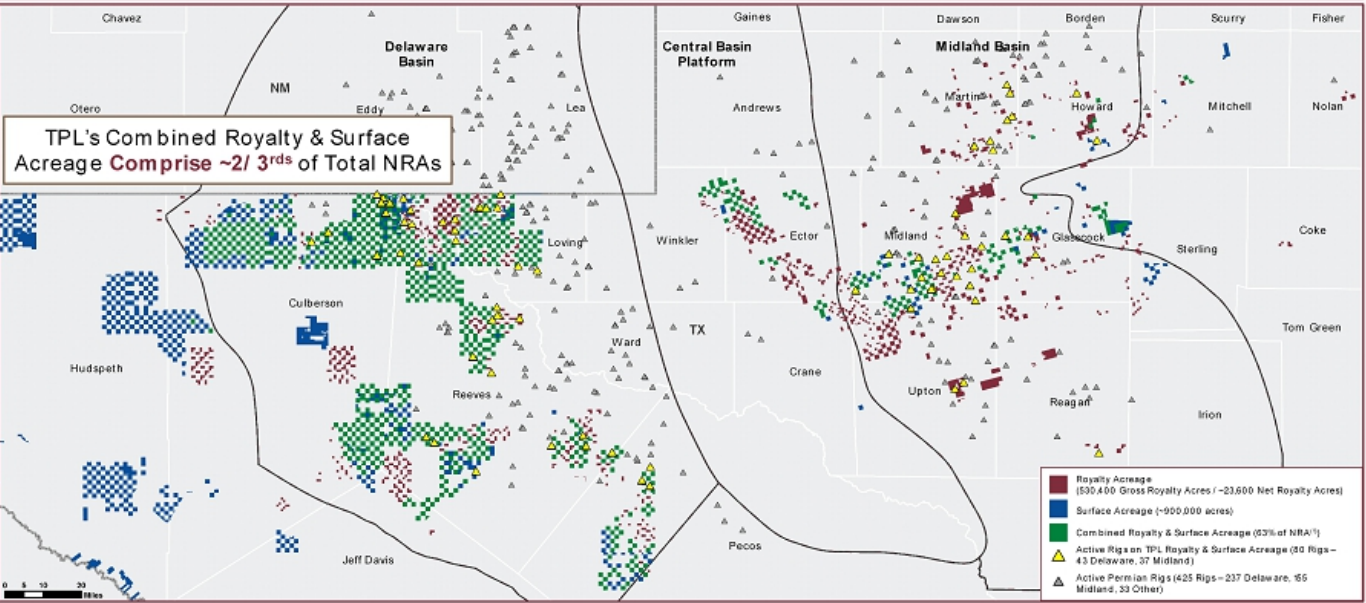 Chavez
Gaines
Dawson
Borden
Scurry
Fisher
Delaware
Basin
Central Basin
Platform
Midland Basin
NM
Otero
Eddy
Lea
Andrews
Martin
Howard
Mitchell
Nolan
TPL's Combined Royalty & Surface
Acreage Comprise ~2/ 3rds of Total NRAs
Loving
Winkler
Ector
Midland
Glasscock
Sterling
Coke
Culberson
TX
Ward
Tom Green
Hudspeth
Crane
Reeves
Upton
Reagan
Irion
Jeff Davis
Pecos
Royalty Acreage
(530,400 Gross Royalty Acres / ~23,600 Net Royalty Acres)
Surface Acreage (~900,000 acres)
Combined Royalty & Surface Acreage (63% of NRA(1))
Active Rigs on TPL Royalty & Surface Acreage (80 Rigs –
43 Delaware, 37 Midland)
Active Permian Rigs (425 Rigs – 237 Delaware, 155
Midland, 33 Other)
0 5 10 20
Miles